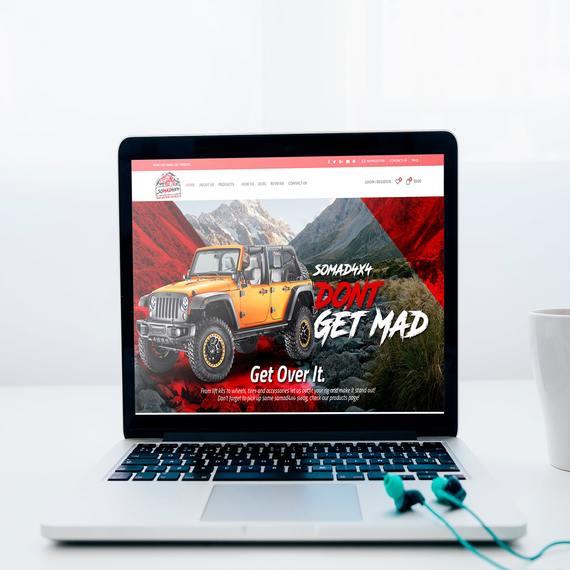 HOME ABOUT US PRODUCTS HOW TO BLOG REVIEWS CONTACT US
LOGIN / REGISTER
$0.00
SOMAD4X4
DONT
GET MAD
Get Over It.
From lift kits to wheels, tires and accessories let us outfit your rig and make it stand out!
Don't forget to pick up some somad4x4 swag, check our products page!